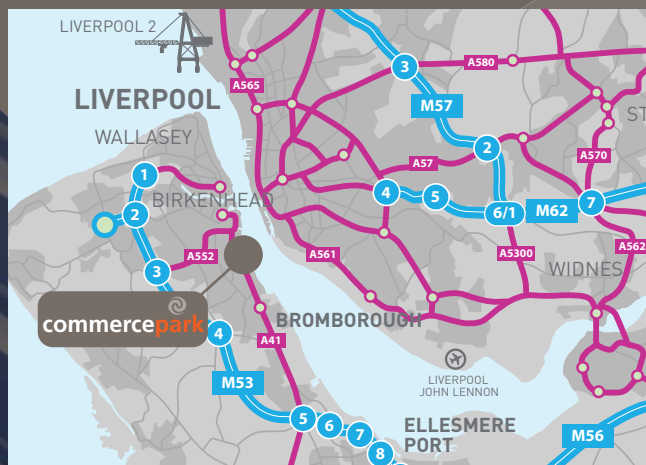 LIVERPOOL 2
A565
LIVERPOOL
WALLASEY
3
A580
M57
ST
2
A57
A570
1
BIRKENHEAD
4
5
6/1
M62
7
2
A562
A552
A561
A5300
WIDNES
3
commercepark
BROMBOROUGH
4
A41
LIVERPOOL
JOHN LENNON
M53
5
6
7
8
ELLESMERE
PORT
M56